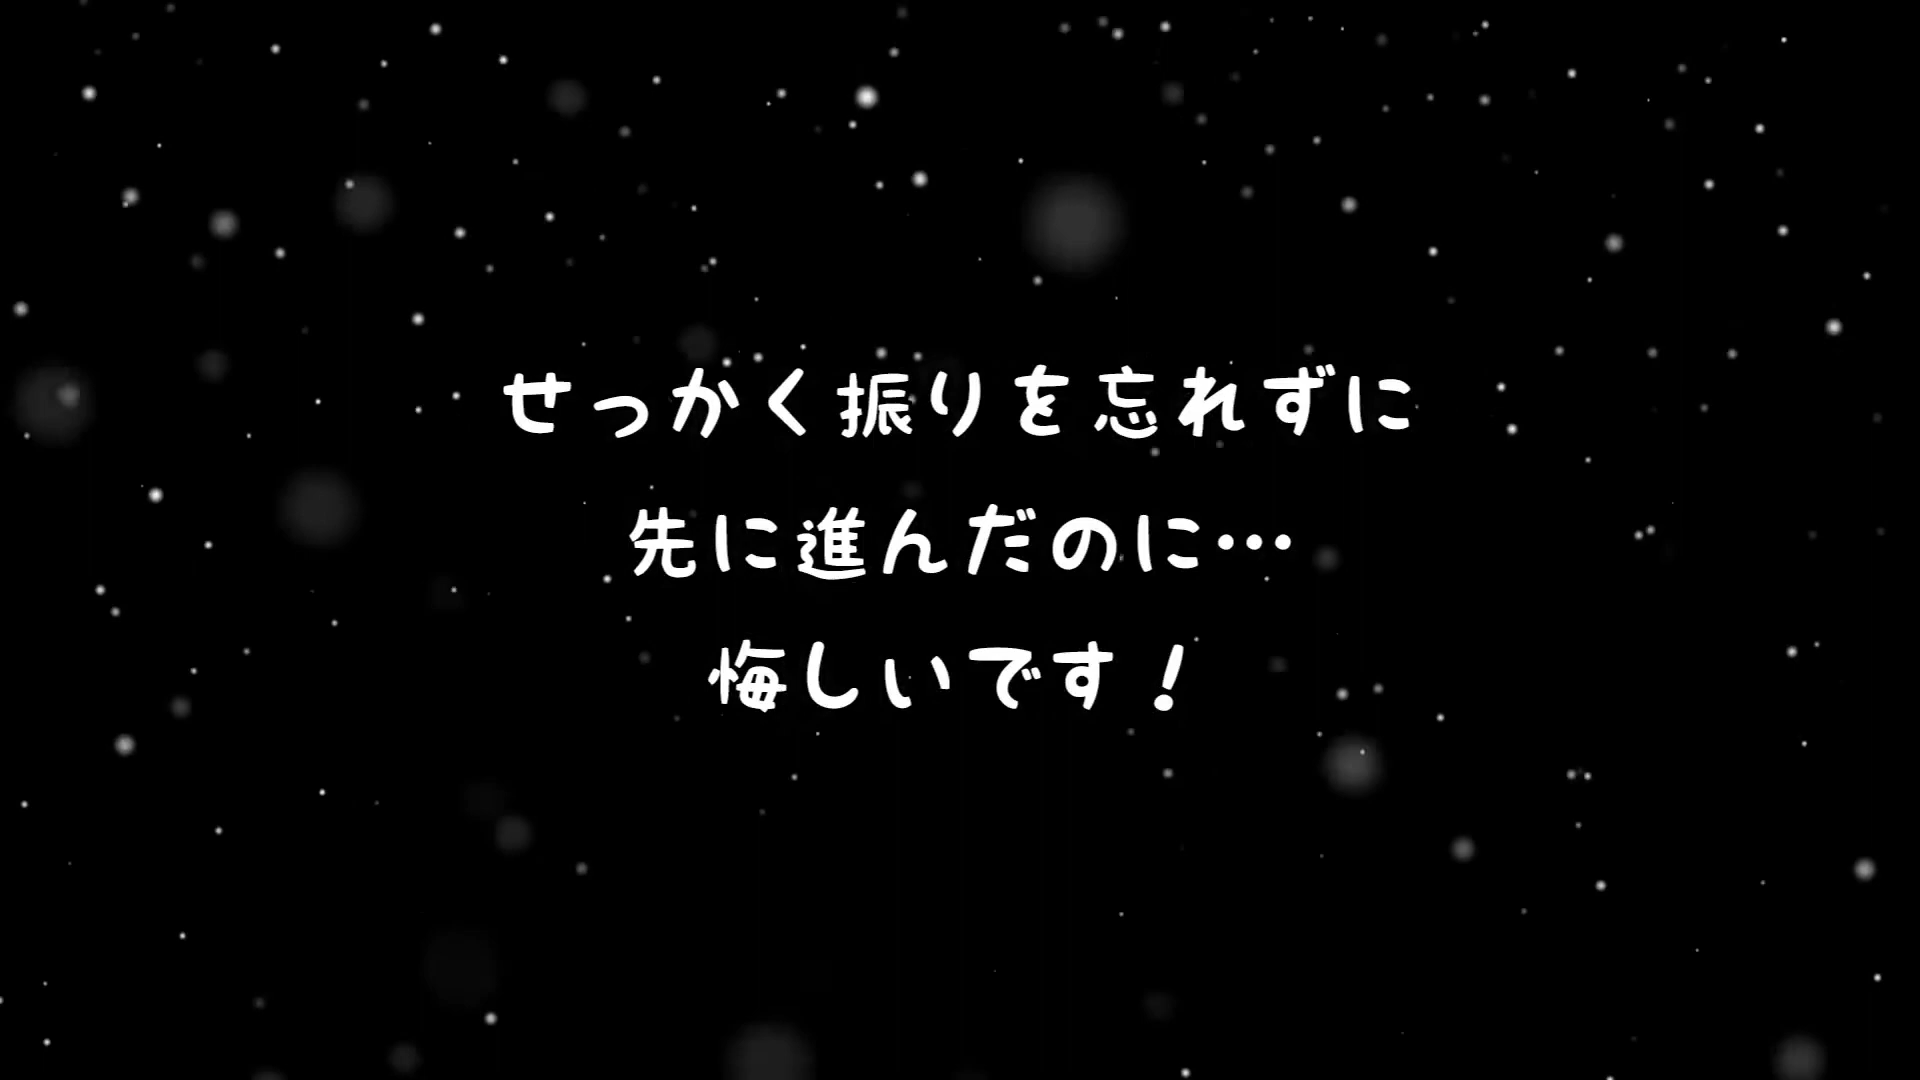 せっかく振りを忘れずに
先に進んだのに…
悔しいです！